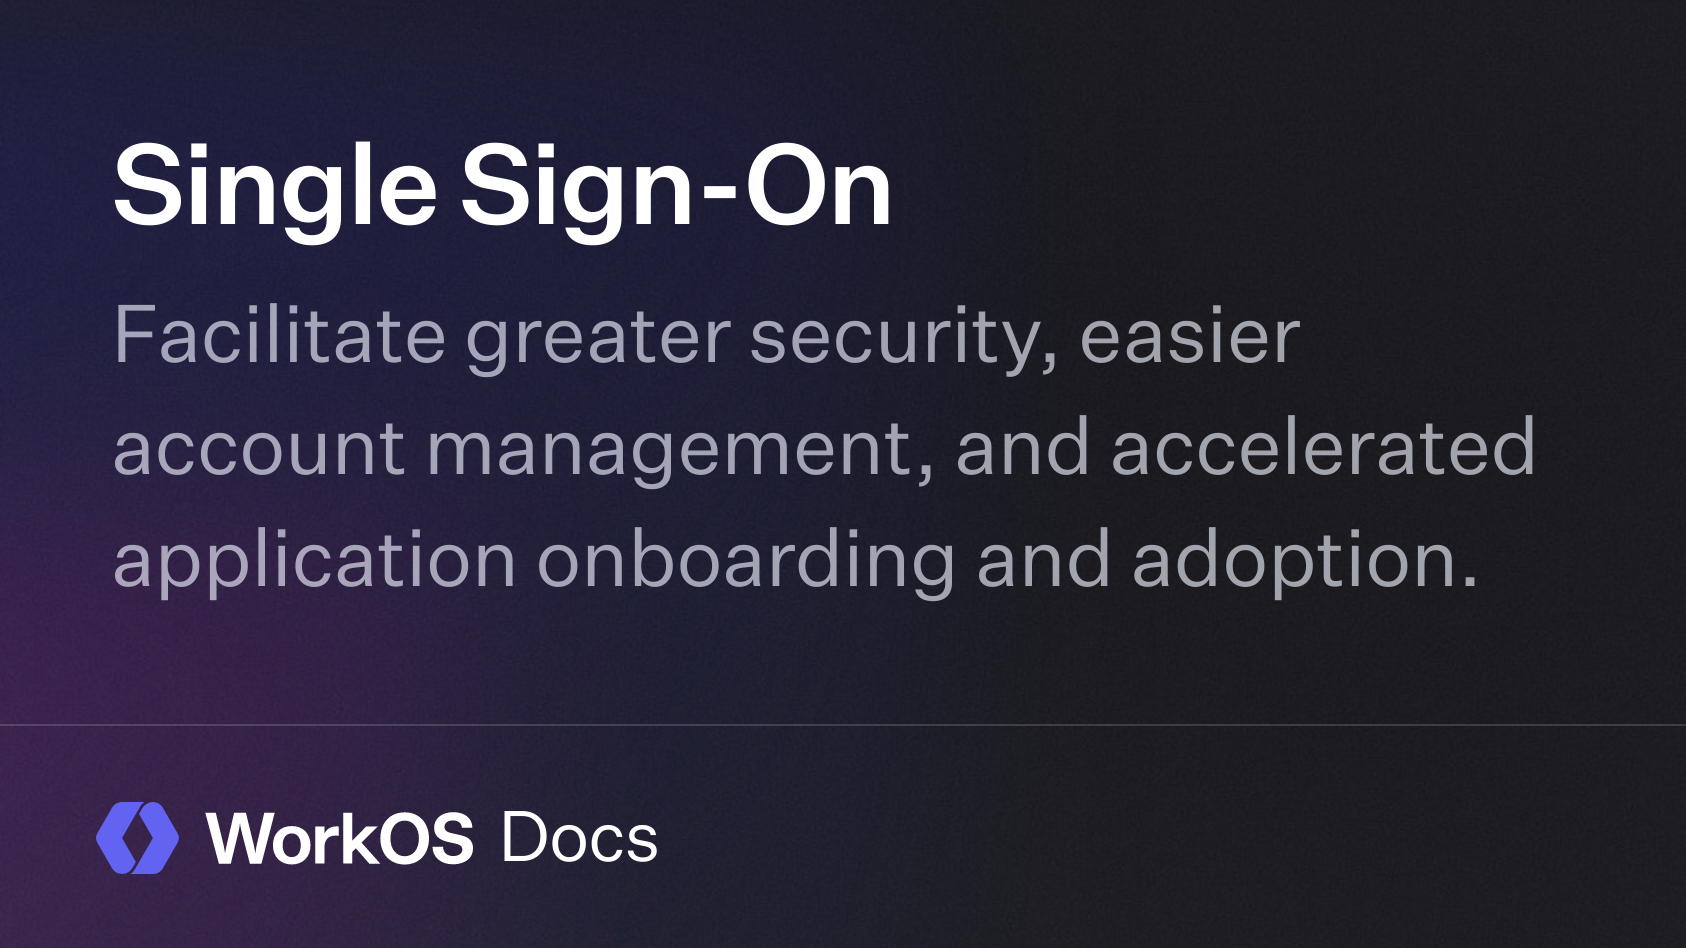 Single Sign-On
Facilitate greater security, easier
account management, and accelerated
application onboarding and adoption.
WorkOS Docs